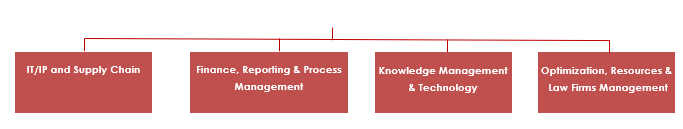 IT/IP and Supply Chain
Finance, Reporting & Process
Management
Knowledge Management
& Technology
Optimization, Resources &
Law Firms Management